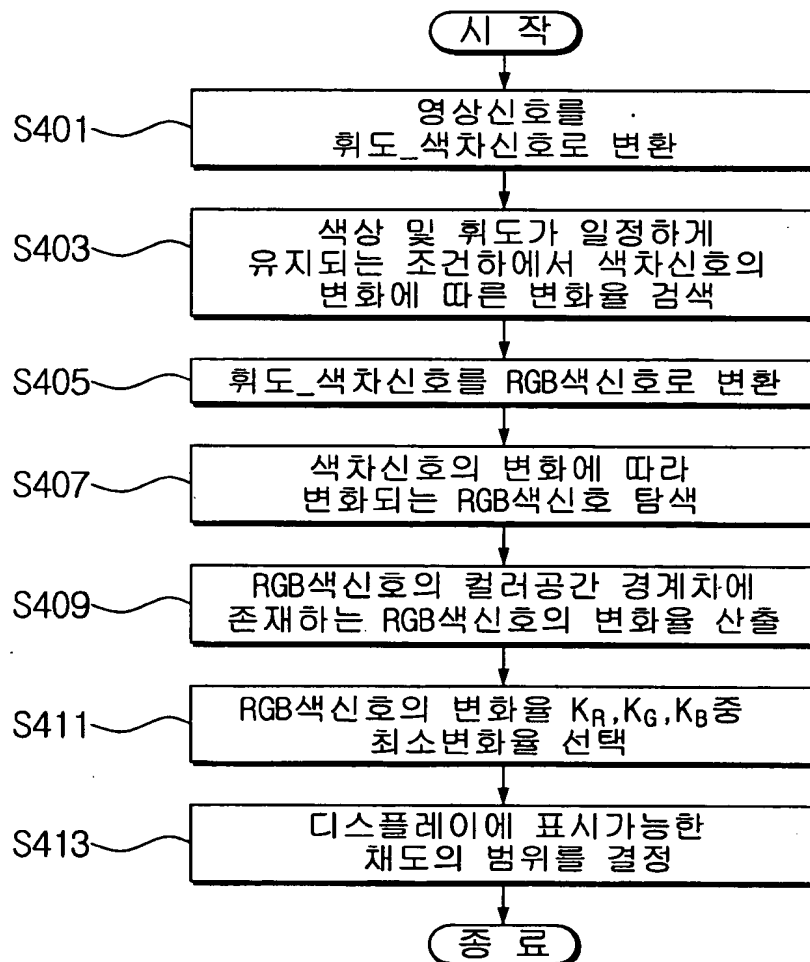 시 작
S401
영상신호를
휘도_색차신호로 변환
S403
색상 및 휘도가 일정하게
유지되는 조건하에서 색차신호의
변화에 따른 변화율 검색
S405
휘도_색차신호를 RGB색신호로 변환
S407
색차신호의 변화에 따라
변화되는 RGB색신호 탐색
S409
RGB색신호의 컬러공간 경계차에
존재하는 RGB색신호의 변화율 산출
S411
RGB색신호의 변화율 KR,KG,KB중
최소변화율 선택
S413
디스플레이에 표시가능한
채도의 범위를 결정
종 료